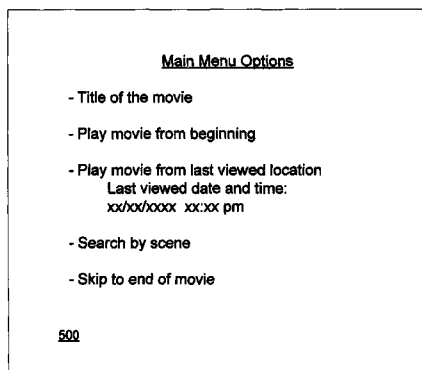 Main Menu Options
- Title of the movie
- Play movie from beginning
- Play movie from last viewed location
Last viewed date and time:
xx/xx/xxxx xx:xx pm
- Search by scene
- Skip to end of movie
500